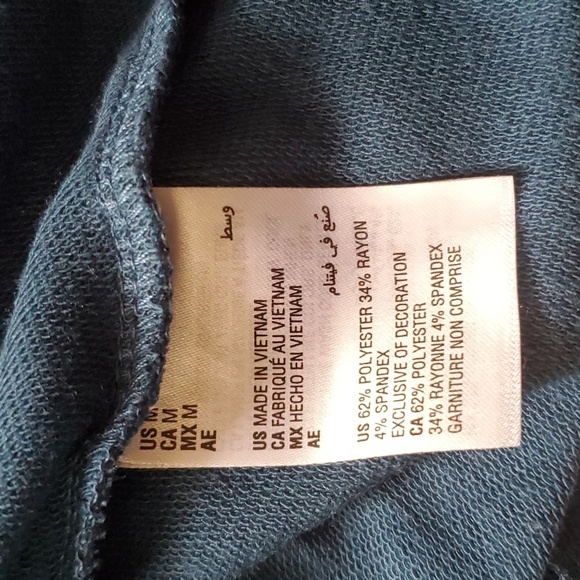 US M
CA M
MX M
AE وسط
US MADE IN VIETNAM
CA FABRIQUÉ AU VIETNAM
MX HECHO EN VIETNAM
AE صنع في فيتنام
US 62% POLYESTER 34% RAYON
4% SPANDEX
EXCLUSIVE OF DECORATION
CA 62% POLYESTER
34% RAYONNE 4% SPANDEX
GARNITURE NON COMPRISE